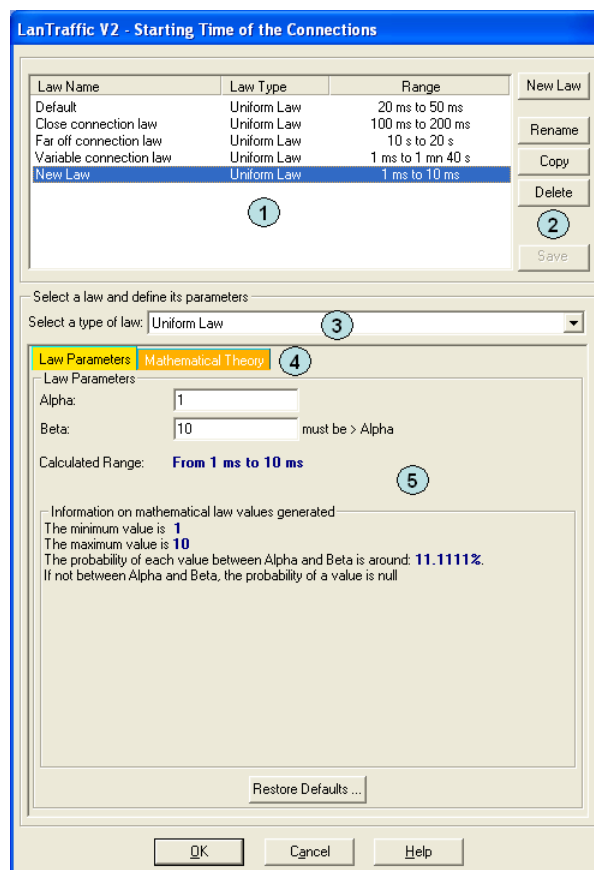 LanTraffic V2 - Starting Time of the Connections
Law Name Law Type Range
Default Uniform Law 20 ms to 50 ms
Close connection law Uniform Law 100 ms to 200 ms
Far off connection law Uniform Law 10 s to 20 s
Variable connection law Uniform Law 1 ms to 1 mn 40 s
New Law Uniform Law 1 ms to 10 ms
1
New Law
Rename
Copy
Delete
2
Save
Select a law and define its parameters
Select a type of law: Uniform Law
3
Law Parameters Mathematical Theory
4
Law Parameters
Alpha: 1
Beta: 10 must be > Alpha
Calculated Range: From 1 ms to 10 ms
5
Information on mathematical law values generated
The minimum value is 1
The maximum value is 10
The probability of each value between Alpha and Beta is around: 11.1111%.
If not between Alpha and Beta, the probability of a value is null
Restore Defaults ...
OK Cancel Help